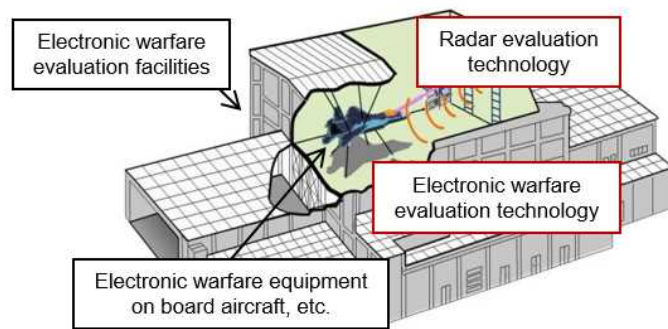 Electronic warfare
evaluation facilities
Radar evaluation
technology
Electronic warfare
evaluation technology
Electronic warfare equipment
on board aircraft, etc.